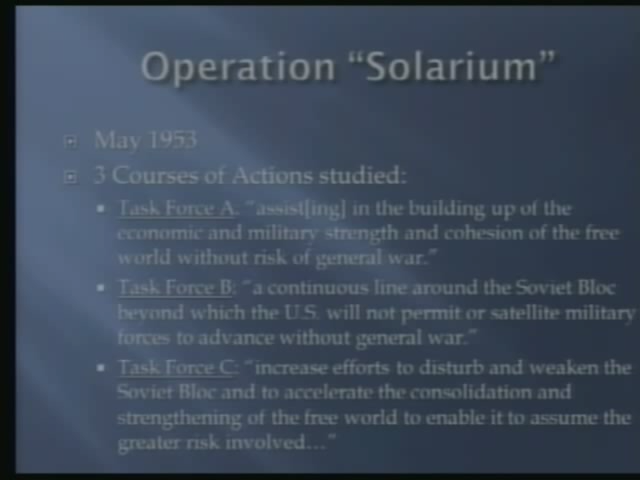 Operation “Solarium”
May 1953
3 Courses of Actions studied:
Task Force A: “assist[ing] in the building up of the
economic and military strength and cohesion of the free
world without risk of general war.”
Task Force B: “a continuous line around the Soviet Bloc
beyond which the U.S. will not permit or satellite military
forces to advance without general war.”
Task Force C: “increase efforts to disturb and weaken the
Soviet Bloc and to accelerate the consolidation and
strengthening of the free world to enable it to assume the
greater risk involved…”